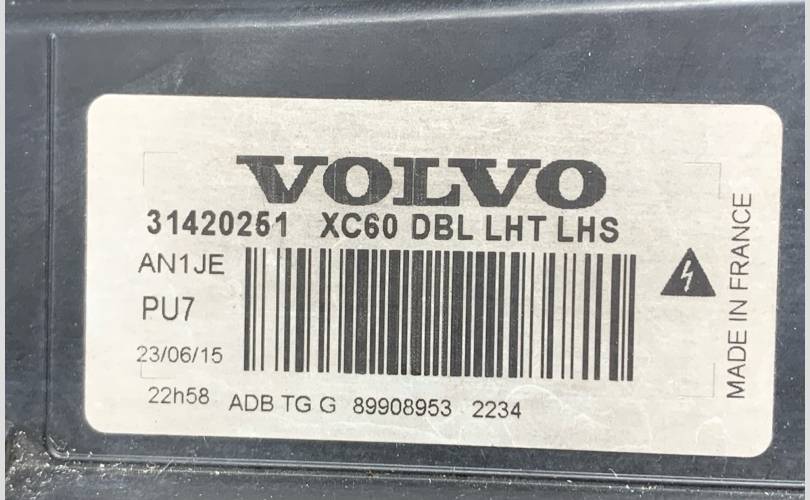 VOLVO
31420251 XC60 DBL LHT LHS
AN1JE
PU7
23/06/15
22h58 ADB TG G 89908953 2234
MADE IN FRANCE